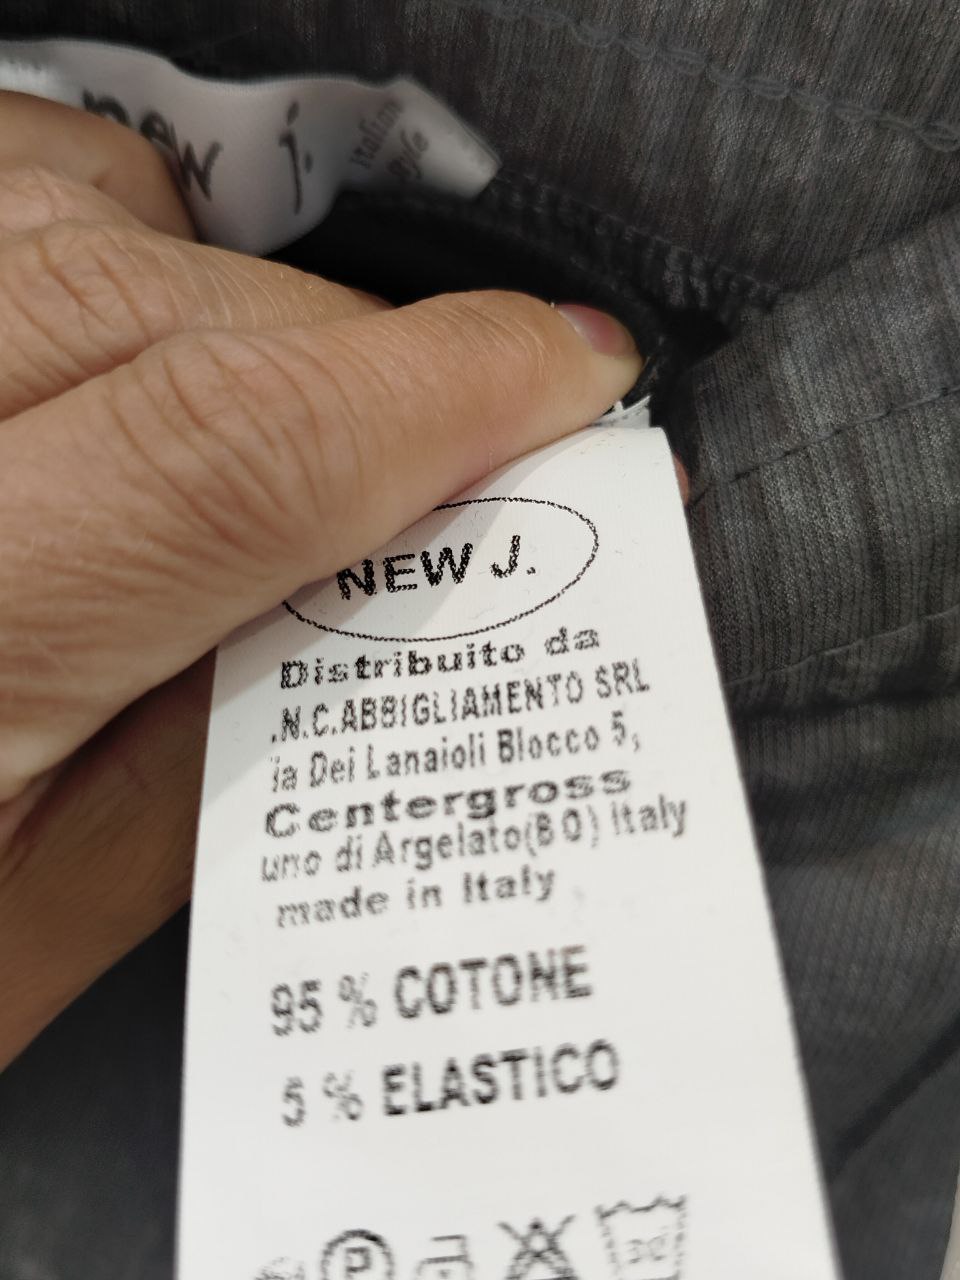 new j.
Italian
Style
NEW J.
Distribuito da
.N.C.ABBIGLIAMENTO SRL
ia Dei Lanaioli Blocco 5,
Centergross
uno di Argelato(BO) Italy
made in Italy
95 % COTONE
5 % ELASTICO
P
30